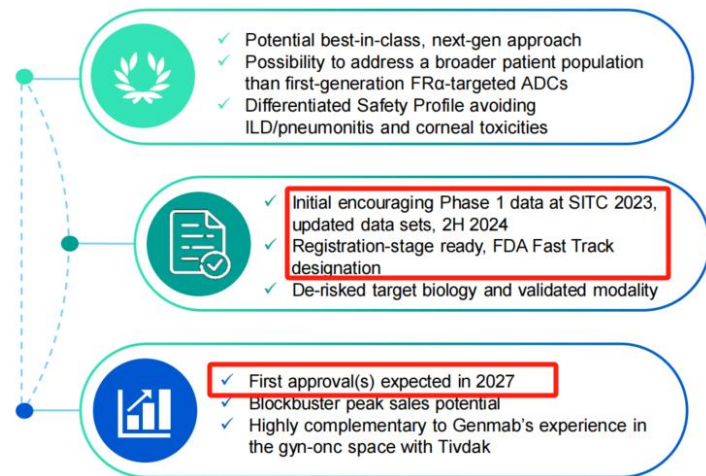 ✓ Potential best-in-class, next-gen approach
✓ Possibility to address a broader patient population
than first-generation FRα-targeted ADCs
✓ Differentiated Safety Profile avoiding
ILD/pneumonitis and corneal toxicities
✓ Initial encouraging Phase 1 data at SITC 2023,
updated data sets, 2H 2024
✓ Registration-stage ready, FDA Fast Track
designation
✓ De-risked target biology and validated modality
✓ First approval(s) expected in 2027
✓ Blockbuster peak sales potential
✓ Highly complementary to Genmab's experience in
the gyn-onc space with Tivdak